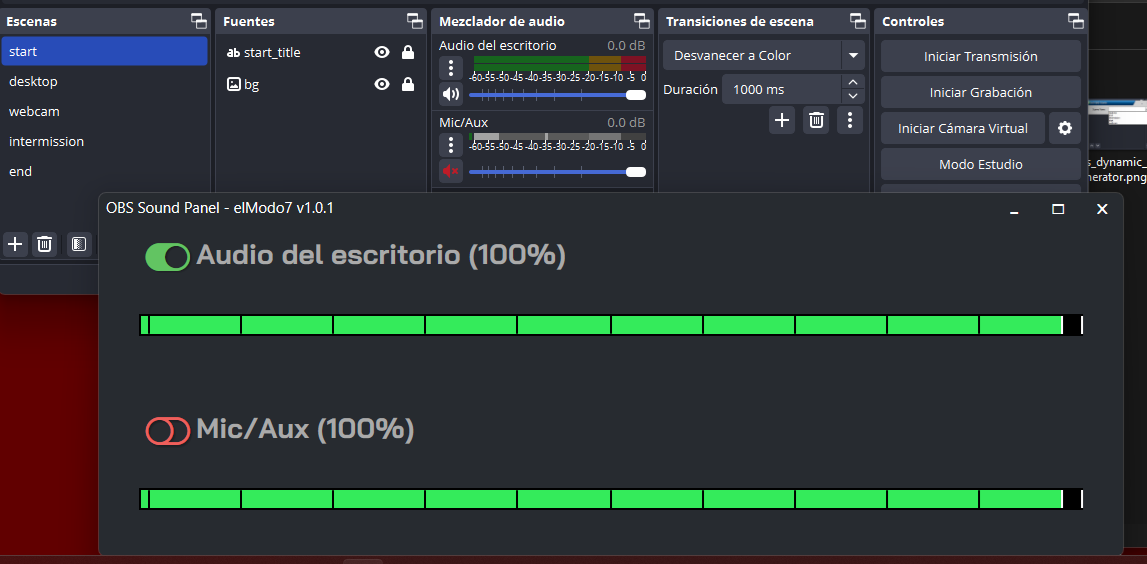 Escenas
start
desktop
webcam
intermission
end
Fuentes
start_title
bg
Mezclador de audio
Audio del escritorio 0.0 dB
-60 -55 -50 -45 -40 -35 -30 -25 -20 -15 -10 -5 0
Mic/Aux 0.0 dB
-60 -55 -50 -45 -40 -35 -30 -25 -20 -15 -10 -5 0
Transiciones de escena
Desvanecer a Color
Duración 1000 ms
Controles
Iniciar Transmisión
Iniciar Grabación
Iniciar Cámara Virtual
Modo Estudio
s_dynamic_
nerator.png
OBS Sound Panel - elModo7 v1.0.1
Audio del escritorio (100%)
Mic/Aux (100%)